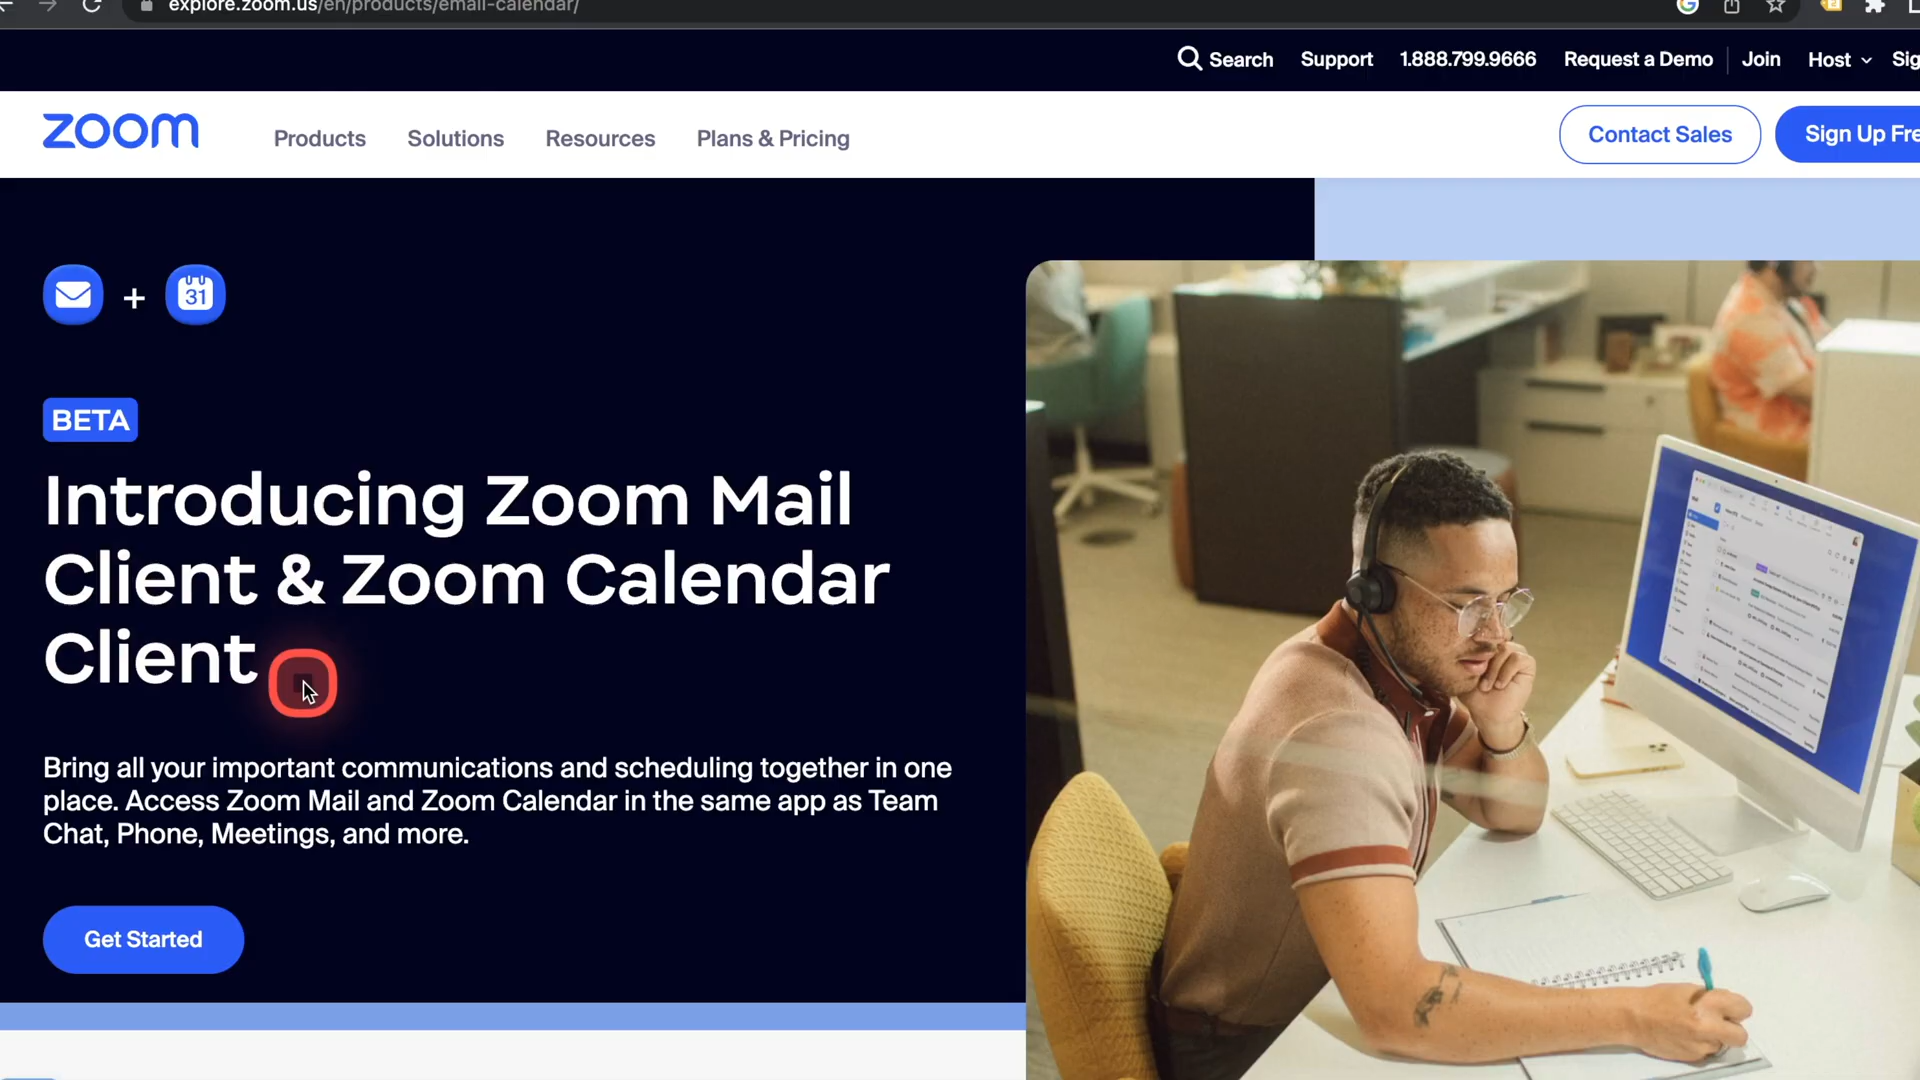 explore.zoom.us/en/products/email-calendar/
Search Support 1.888.799.9666 Request a Demo Join Host
zoom Products Solutions Resources Plans & Pricing Contact Sales Sign Up
31
BETA
Introducing Zoom Mail
Client & Zoom Calendar
Client
Bring all your important communications and scheduling together in one
place. Access Zoom Mail and Zoom Calendar in the same app as Team
Chat, Phone, Meetings, and more.
Get Started